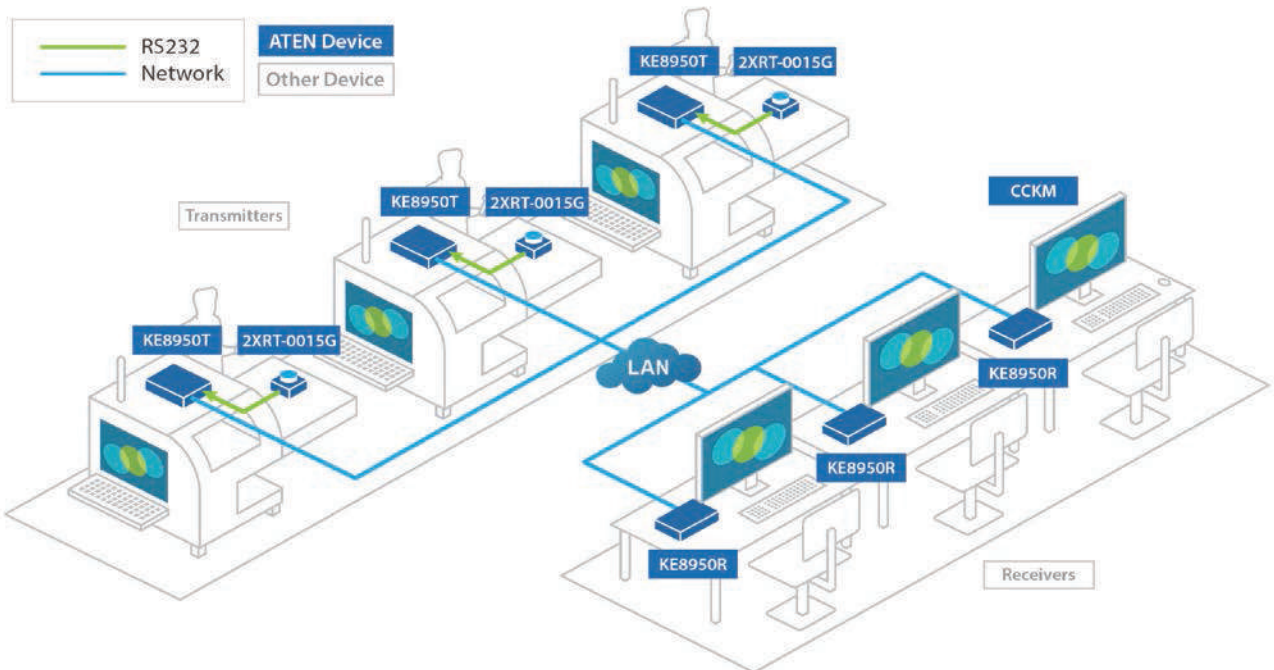 RS232
Network
ATEN Device
Other Device
KE8950T
2XRT-0015G
CCKM
KE8950T
2XRT-0015G
Transmitters
KE8950T
2XRT-0015G
LAN
KE8950R
KE8950R
KE8950R
Receivers